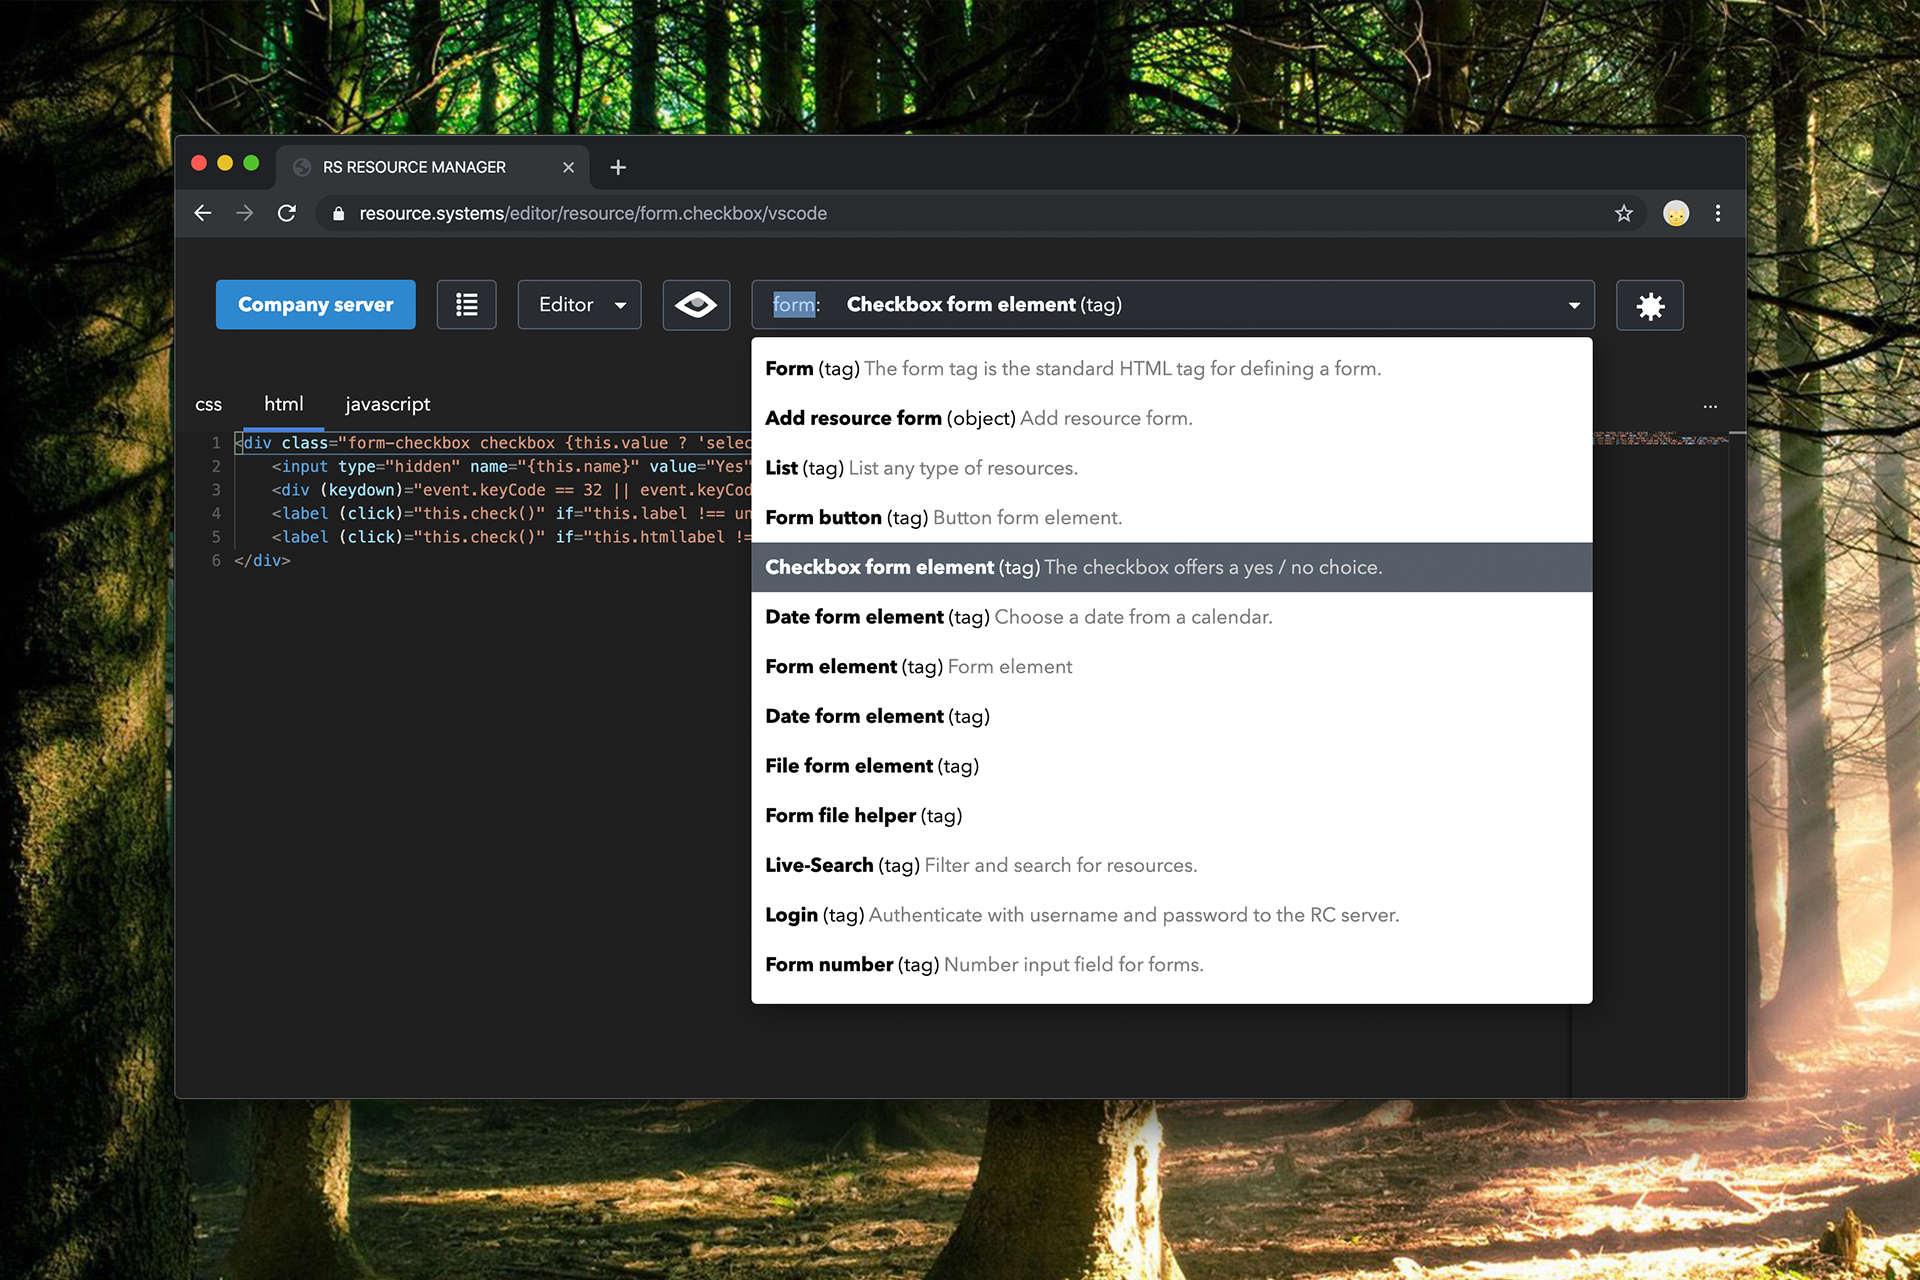 RS RESOURCE MANAGER
resource.systems/editor/resource/form.checkbox/vscode
Company server
Editor
form: Checkbox form element (tag)
css html javascript
...
1 <div class="form-checkbox checkbox {this.value ? 'selec
2 <input type="hidden" name="{this.name}" value="Yes"
3 <div (keydown)="event.keyCode == 32 || event.keyCod
4 <label (click)="this.check()" if="this.label !== un
5 <label (click)="this.check()" if="this.htmllabel !=
6 </div>
Form (tag) The form tag is the standard HTML tag for defining a form.
Add resource form (object) Add resource form.
List (tag) List any type of resources.
Form button (tag) Button form element.
Checkbox form element (tag) The checkbox offers a yes / no choice.
Date form element (tag) Choose a date from a calendar.
Form element (tag) Form element
Date form element (tag)
File form element (tag)
Form file helper (tag)
Live-Search (tag) Filter and search for resources.
Login (tag) Authenticate with username and password to the RC server.
Form number (tag) Number input field for forms.